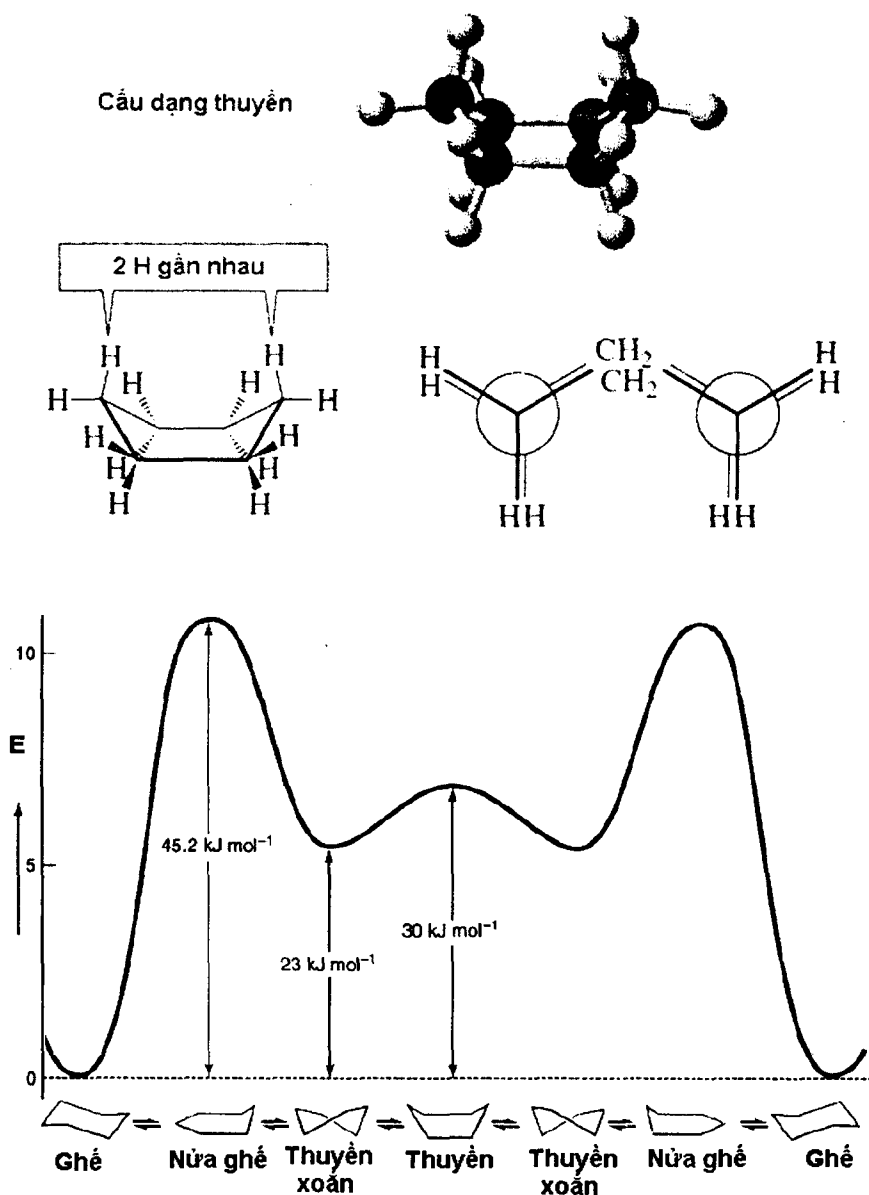 Cấu dạng thuyền
2 H gần nhau
H H
H H H H
H H
H H
H H
H
H
CH₂
CH₂
H
H
HH HH
10
E
5
0
45.2 kJ mol⁻¹
23 kJ mol⁻¹
30 kJ mol⁻¹
Ghế Nửa ghế Thuyền xoắn Thuyền Thuyền xoắn Nửa ghế Ghế